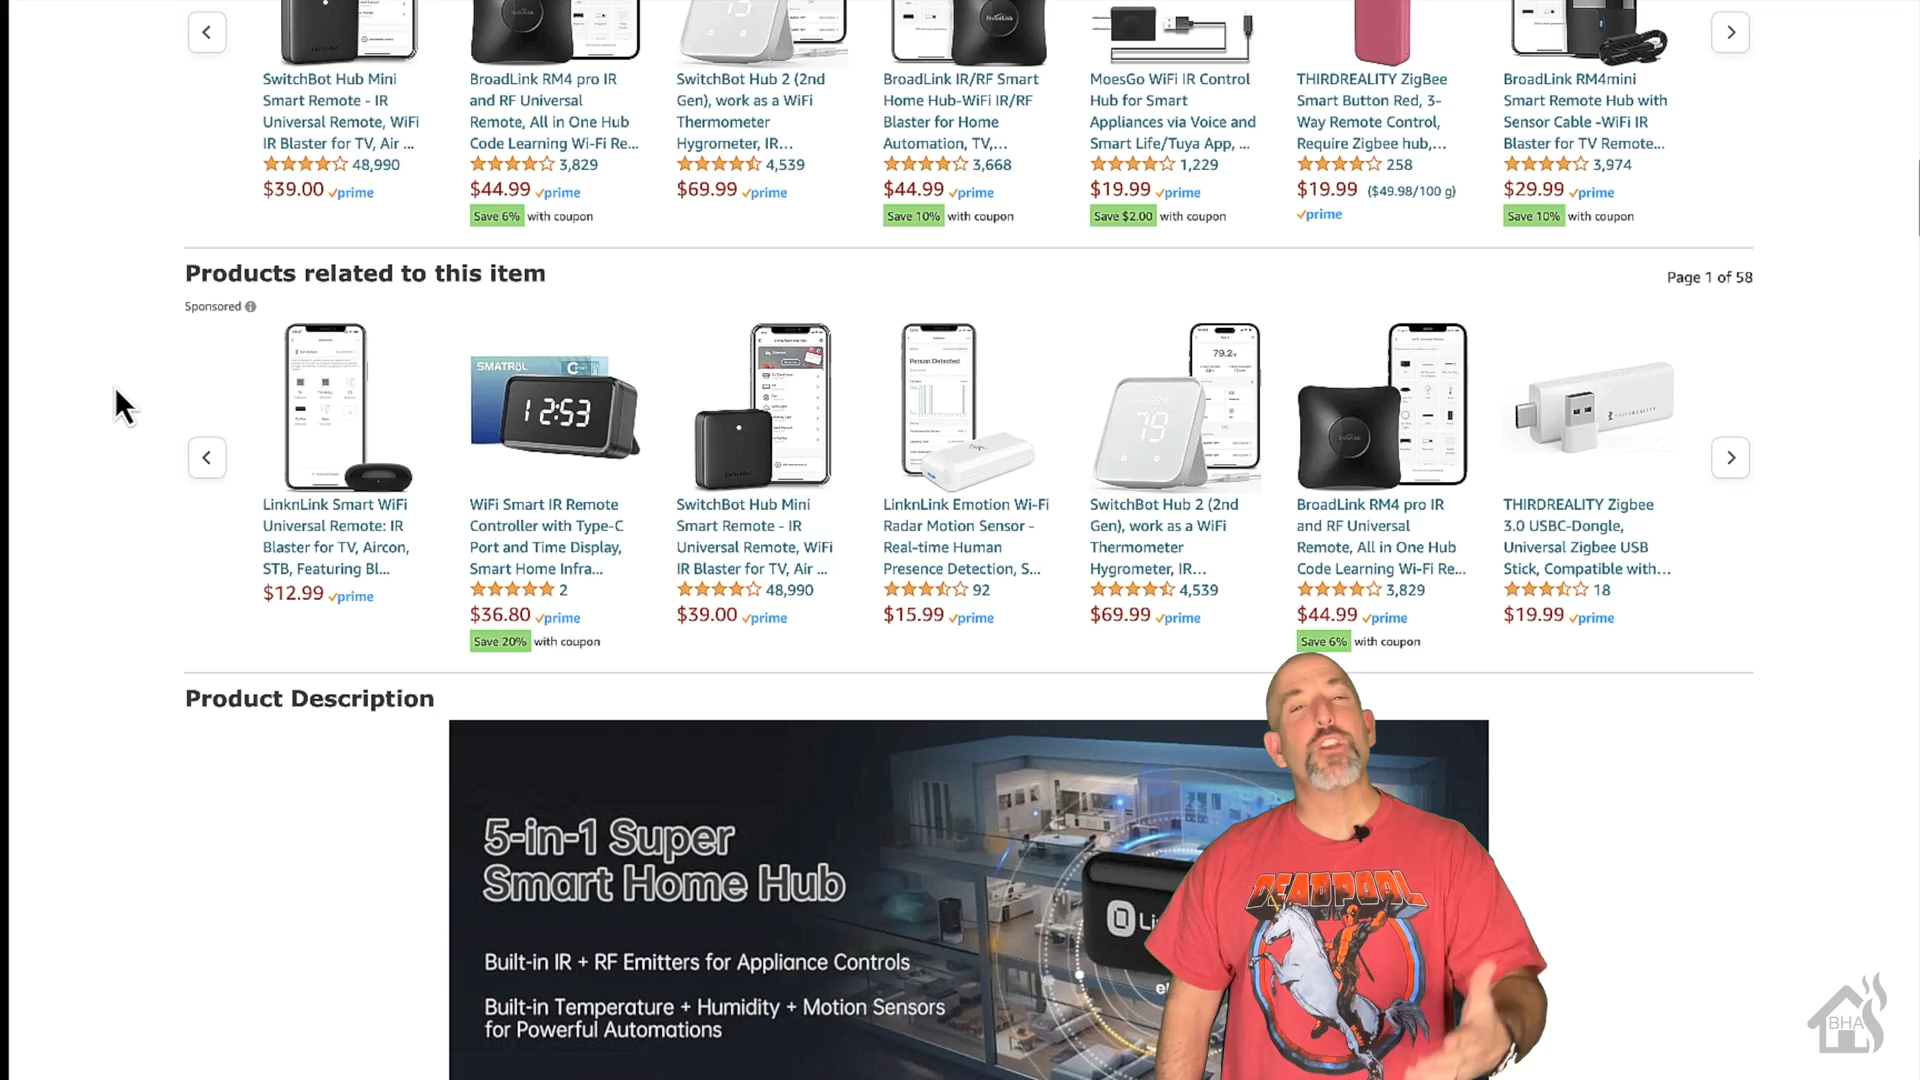 SwitchBot Hub Mini
Smart Remote - IR
Universal Remote, WiFi
IR Blaster for TV, Air ...
48,990
$39.00 prime
BroadLink RM4 pro IR
and RF Universal
Remote, All in One Hub
Code Learning Wi-Fi Re...
3,829
$44.99 prime
Save 6% with coupon
SwitchBot Hub 2 (2nd
Gen), work as a WiFi
Thermometer
Hygrometer, IR...
4,539
$69.99 prime
BroadLink IR/RF Smart
Home Hub-WiFi IR/RF
Blaster for Home
Automation, TV,...
3,668
$44.99 prime
Save 10% with coupon
MoesGo WiFi IR Control
Hub for Smart
Appliances via Voice and
Smart Life/Tuya App, ...
1,229
$19.99 prime
Save $2.00 with coupon
THIRDREALITY ZigBee
Smart Button Red, 3-
Way Remote Control,
Require Zigbee hub,...
258
$19.99 ($49.98/100 g)
prime
BroadLink RM4mini
Smart Remote Hub with
Sensor Cable -WiFi IR
Blaster for TV Remote...
3,974
$29.99 prime
Save 10% with coupon
Products related to this item
Page 1 of 58
Sponsored
LinknLink Smart WiFi
Universal Remote: IR
Blaster for TV, Aircon,
STB, Featuring Bl...
$12.99 prime
SMATRUL
12:53
WiFi Smart IR Remote
Controller with Type-C
Port and Time Display,
Smart Home Infra...
2
$36.80 prime
Save 20% with coupon
SwitchBot Hub Mini
Smart Remote - IR
Universal Remote, WiFi
IR Blaster for TV, Air ...
48,990
$39.00 prime
Person Detected
LinknLink Emotion Wi-Fi
Radar Motion Sensor -
Real-time Human
Presence Detection, S...
92
$15.99 prime
79.2
79
SwitchBot Hub 2 (2nd
Gen), work as a WiFi
Thermometer
Hygrometer, IR...
4,539
$69.99 prime
BroadLink RM4 pro IR
and RF Universal
Remote, All in One Hub
Code Learning Wi-Fi Re...
3,829
$44.99 prime
Save 6% with coupon
THIRDREALITY Zigbee
3.0 USBC-Dongle,
Universal Zigbee USB
Stick, Compatible with...
18
$19.99 prime
Product Description
5-in-1 Super
Smart Home Hub
Built-in IR + RF Emitters for Appliance Controls
Built-in Temperature + Humidity + Motion Sensors
for Powerful Automations
DEADPOOL
BHA